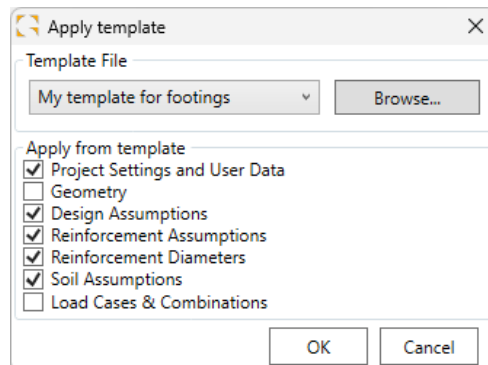 Apply template
Template File
My template for footings
Browse...
Apply from template
Project Settings and User Data
Geometry
Design Assumptions
Reinforcement Assumptions
Reinforcement Diameters
Soil Assumptions
Load Cases & Combinations
OK Cancel